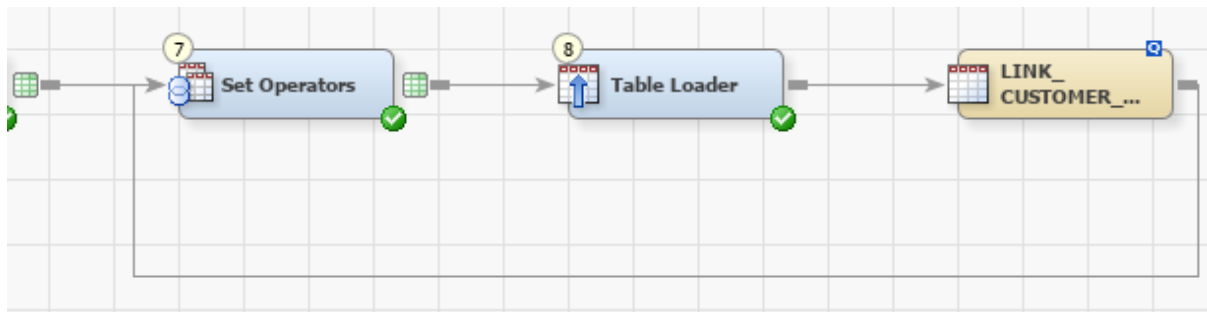 7
Set Operators
8
Table Loader
Q
LINK_
CUSTOMER_...